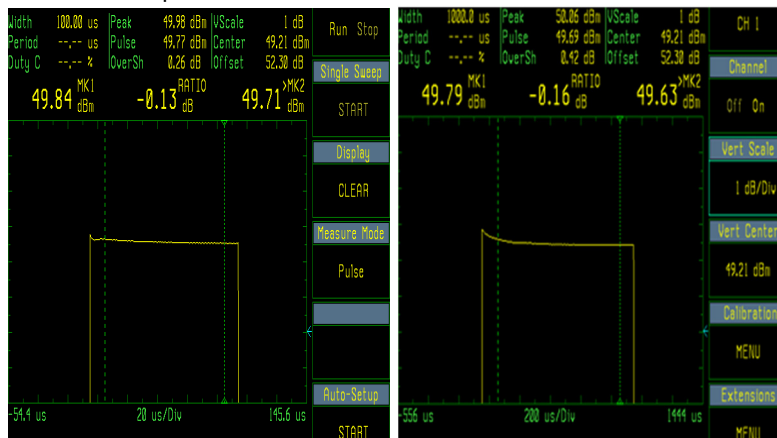 Width 100.00 us Peak 49.98 dBm VScale 1 dB
Period --.-- us Pulse 49.77 dBm Center 49.21 dBm
Duty C --.-- % OverSh 0.26 dB Offset 52.30 dB
MK1 RATIO >MK2
49.84 dBm -0.13 dB 49.71 dBm
Run Stop
Single Sweep
START
Display
CLEAR
Measure Mode
Pulse
Auto-Setup
START
-54.4 us 20 us/Div 145.6 us
Width 1000.0 us Peak 50.06 dBm VScale 1 dB
Period --.-- us Pulse 49.69 dBm Center 49.21 dBm
Duty C --.-- % OverSh 0.42 dB Offset 52.30 dB
MK1 RATIO >MK2
49.79 dBm -0.16 dB 49.63 dBm
CH 1
Channel
Off On
Vert Scale
1 dB/Div
Vert Center
49.21 dBm
Calibration
MENU
Extensions
MENU
-556 us 200 us/Div 1444 us